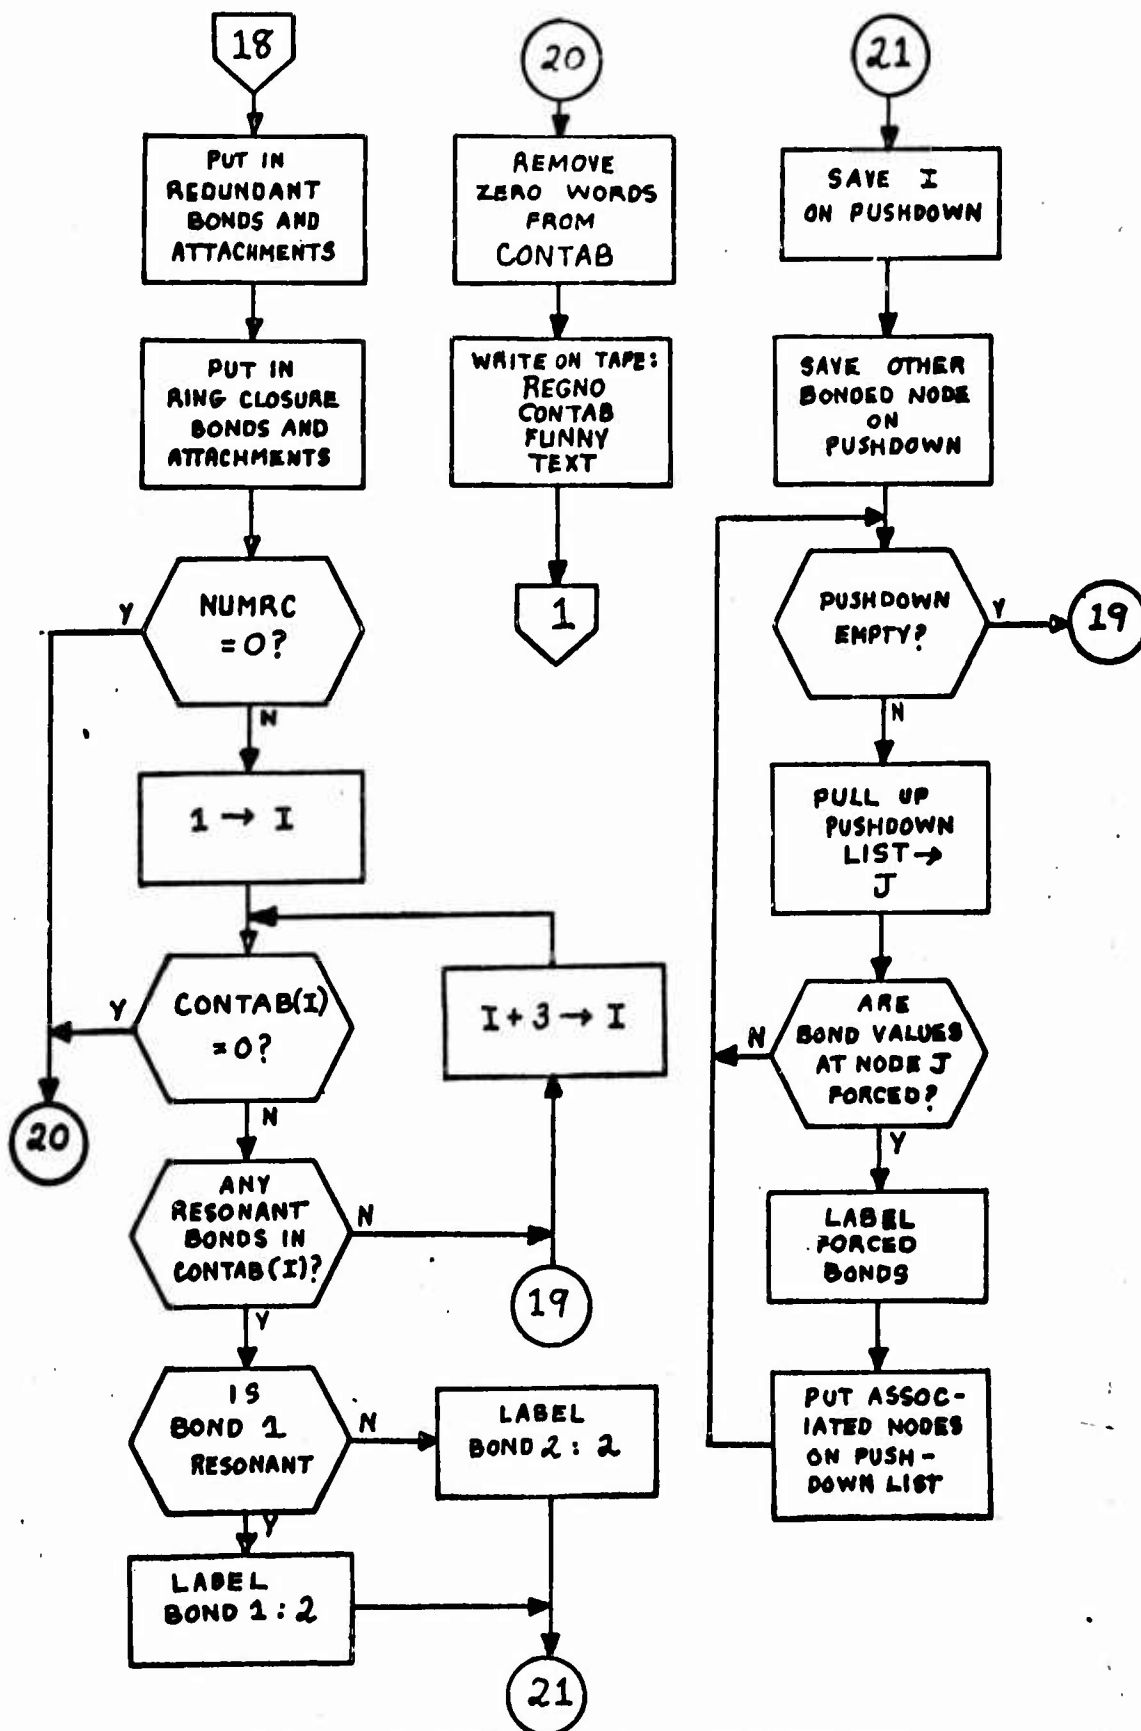 18
PUT IN
REDUNDANT
BONDS AND
ATTACHMENTS
PUT IN
RING CLOSURE
BONDS AND
ATTACHMENTS
NUMRC
=0?
Y
N
1 → I
CONTAB(I)
=0?
Y
N
20
ANY
RESONANT
BONDS IN
CONTAB(I)?
N
Y
I+3 → I
19
IS
BOND 1
RESONANT
N
Y
LABEL
BOND 2: 2
LABEL
BOND 1: 2
21
20
REMOVE
ZERO WORDS
FROM
CONTAB
WRITE ON TAPE:
REGNO
CONTAB
FUNNY
TEXT
1
21
SAVE I
ON PUSHDOWN
SAVE OTHER
BONDED NODE
ON
PUSHDOWN
PUSHDOWN
EMPTY?
Y
19
N
PULL UP
PUSHDOWN
LIST→
J
ARE
BOND VALUES
AT NODE J
FORCED?
N
Y
LABEL
FORCED
BONDS
PUT ASSOC-
IATED NODES
ON PUSH-
DOWN LIST